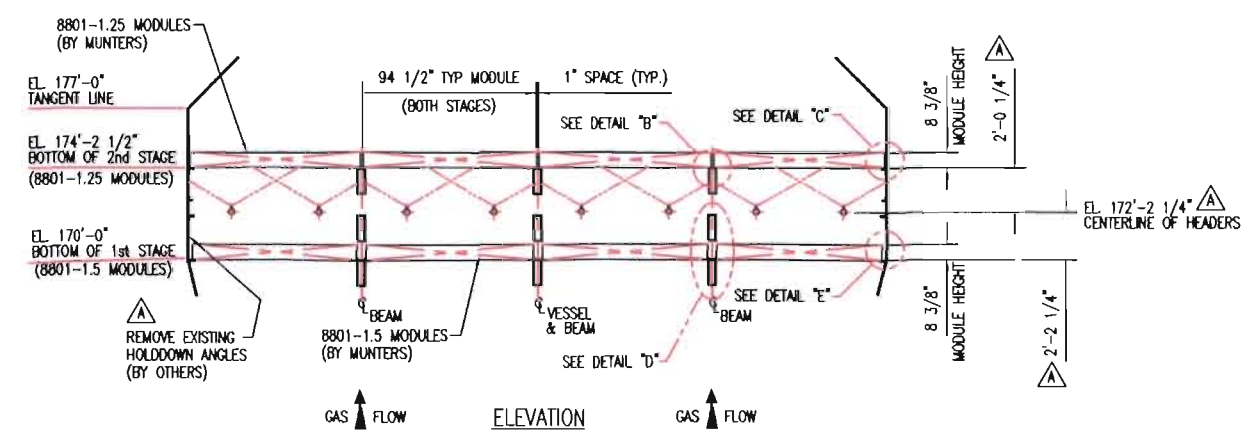 8801-1.25 MODULES
(BY MUNTERS)
EL. 177'-0"
TANGENT LINE
94 1/2" TYP MODULE
(BOTH STAGES)
1" SPACE (TYP.)
SEE DETAIL "B"
SEE DETAIL "C"
8 3/8"
MODULE HEIGHT
2'-0 1/4"
A
EL. 174'-2 1/2"
BOTTOM OF 2nd STAGE
(8801-1.25 MODULES)
EL. 172'-2 1/4" A
CENTERLINE OF HEADERS
EL. 170'-0"
BOTTOM OF 1st STAGE
(8801-1.5 MODULES)
A
REMOVE EXISTING
HOLDDOWN ANGLES
(BY OTHERS)
BEAM
8801-1.5 MODULES
(BY MUNTERS)
VESSEL
& BEAM
SEE DETAIL "D"
BEAM
SEE DETAIL "E"
8 3/8"
MODULE HEIGHT
2'-2 1/4"
A
GAS FLOW
ELEVATION
GAS FLOW